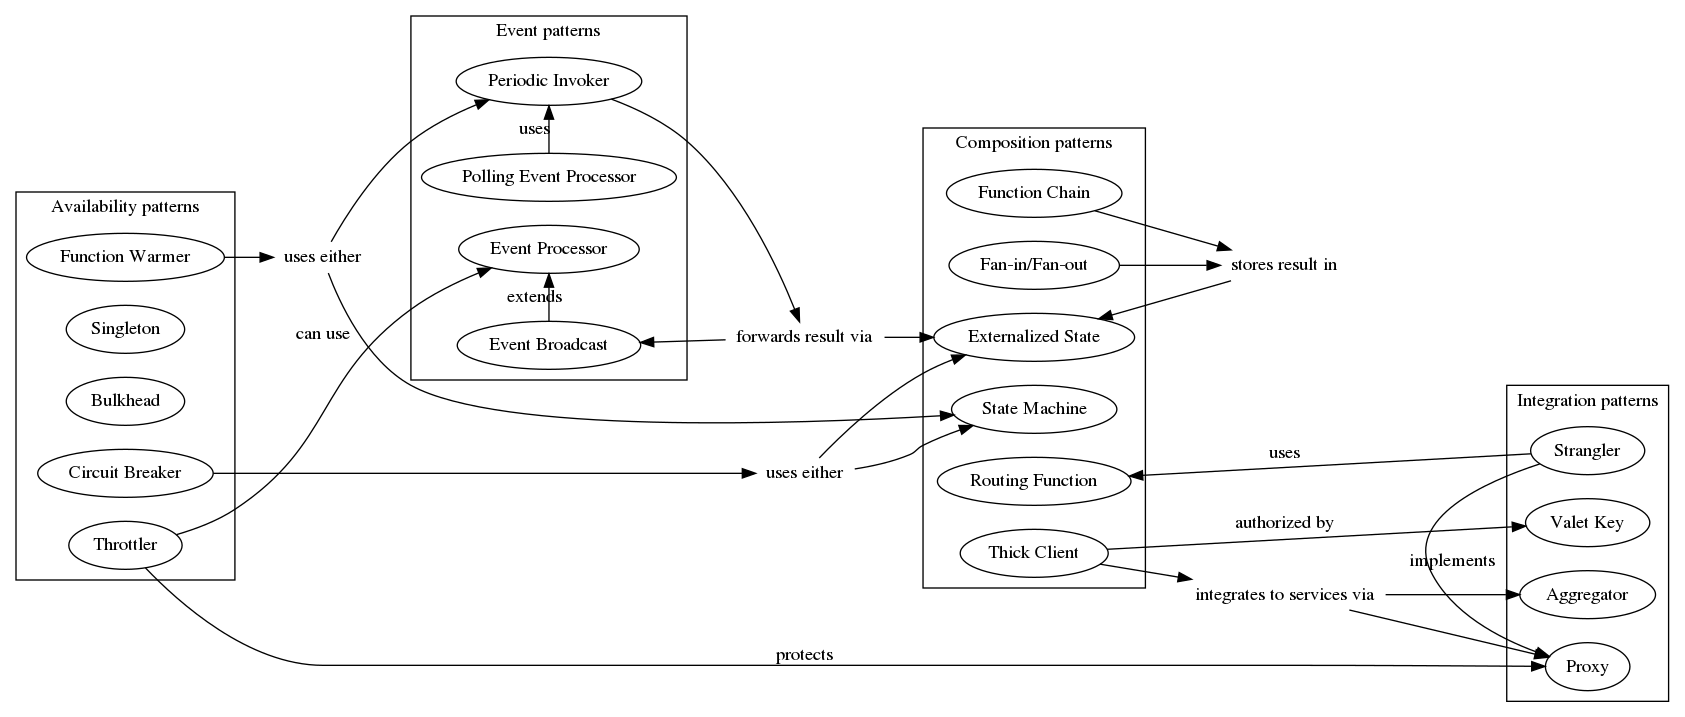 Event patterns
Periodic Invoker
uses
Polling Event Processor
Event Processor
extends
Event Broadcast
Availability patterns
Function Warmer
Singleton
Bulkhead
Circuit Breaker
Throttler
uses either
can use
forwards result via
uses either
protects
Composition patterns
Function Chain
Fan-in/Fan-out
Externalized State
State Machine
Routing Function
Thick Client
stores result in
uses
authorized by
implements
integrates to services via
Integration patterns
Strangler
Valet Key
Aggregator
Proxy